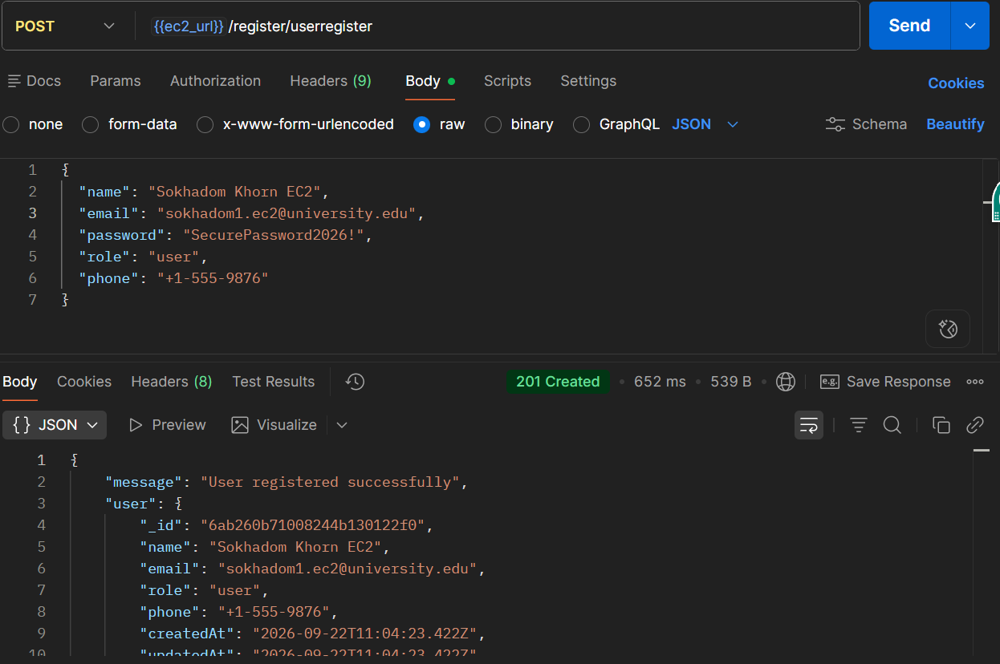 POST {{ec2_url}} /register/userregister Send
Docs Params Authorization Headers (9) Body Scripts Settings Cookies
none form-data x-www-form-urlencoded raw binary GraphQL JSON Schema Beautify
1 {
2 "name": "Sokhadom Khorn EC2",
3 "email": "sokhadom1.ec2@university.edu",
4 "password": "SecurePassword2026!",
5 "role": "user",
6 "phone": "+1-555-9876"
7 }
Body Cookies Headers (8) Test Results 201 Created • 652 ms • 539 B • e.g. Save Response
{} JSON Preview Visualize
1 {
2 "message": "User registered successfully",
3 "user": {
4 "_id": "6ab260b71008244b130122f0",
5 "name": "Sokhadom Khorn EC2",
6 "email": "sokhadom1.ec2@university.edu",
7 "role": "user",
8 "phone": "+1-555-9876",
9 "createdAt": "2026-09-22T11:04:23.422Z",
10 "updatedAt": "2026-09-22T11:04:23.422Z"